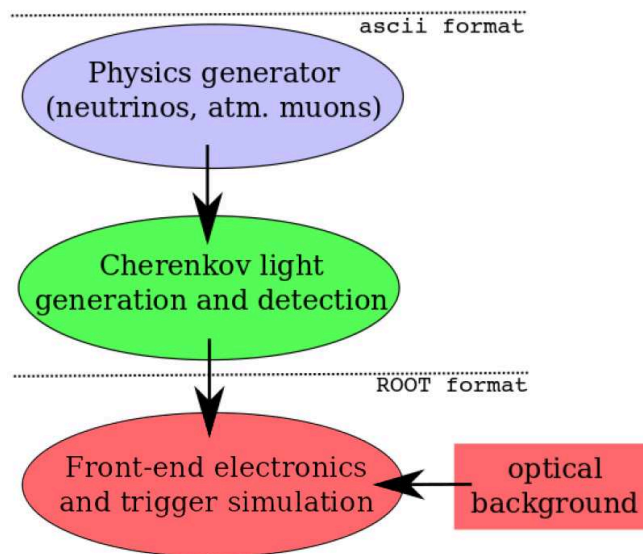 ascii format
Physics generator
(neutrinos, atm. muons)
Cherenkov light
generation and detection
ROOT format
Front-end electronics
and trigger simulation
optical
background